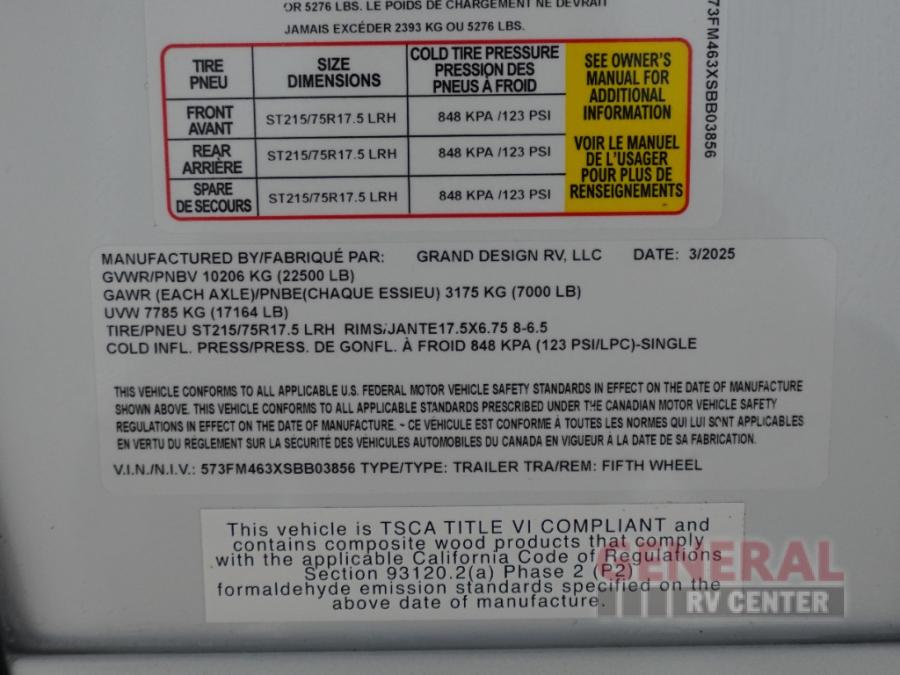 OR 5276 LBS. LE POIDS DE CHARGEMENT NE DEVRAIT
JAMAIS EXCÉDER 2393 KG OU 5276 LBS.
TIRE
PNEU
SIZE
DIMENSIONS
COLD TIRE PRESSURE
PRESSION DES
PNEUS À FROID
FRONT
AVANT
ST215/75R17.5 LRH
848 KPA /123 PSI
REAR
ARRIÈRE
ST215/75R17.5 LRH
848 KPA /123 PSI
SPARE
DE SECOURS
ST215/75R17.5 LRH
848 KPA /123 PSI
SEE OWNER'S
MANUAL FOR
ADDITIONAL
INFORMATION
VOIR LE MANUEL
DE L'USAGER
POUR PLUS DE
RENSEIGNEMENTS
573FM463XSBB03856
MANUFACTURED BY/FABRIQUÉ PAR: GRAND DESIGN RV, LLC DATE: 3/2025
GVWR/PNBV 10206 KG (22500 LB)
GAWR (EACH AXLE)/PNBE(CHAQUE ESSIEU) 3175 KG (7000 LB)
UVW 7785 KG (17164 LB)
TIRE/PNEU ST215/75R17.5 LRH RIMS/JANTE17.5X6.75 8-6.5
COLD INFL. PRESS/PRESS. DE GONFL. À FROID 848 KPA (123 PSI/LPC)-SINGLE
THIS VEHICLE CONFORMS TO ALL APPLICABLE U.S. FEDERAL MOTOR VEHICLE SAFETY STANDARDS IN EFFECT ON THE DATE OF MANUFACTURE
SHOWN ABOVE. THIS VEHICLE CONFORMS TO ALL APPLICABLE STANDARDS PRESCRIBED UNDER THE CANADIAN MOTOR VEHICLE SAFETY
REGULATIONS IN EFFECT ON THE DATE OF MANUFACTURE. - CE VÉHICULE EST CONFORME À TOUTES LES NORMES QUI LUI SONT APPLICABLES
EN VERTU DU RÈGLEMENT SUR LA SÉCURITÉ DES VÉHICULES AUTOMOBILES DU CANADA EN VIGUEUR À LA DATE DE SA FABRICATION.
V.I.N./N.I.V.: 573FM463XSBB03856 TYPE/TYPE: TRAILER TRA/REM: FIFTH WHEEL
This vehicle is TSCA TITLE VI COMPLIANT and
contains composite wood products that comply
with the applicable California Code of Regulations
Section 93120.2(a) Phase 2 (P2)
formaldehyde emission standards specified on the
above date of manufacture.
GENERAL
RV CENTER